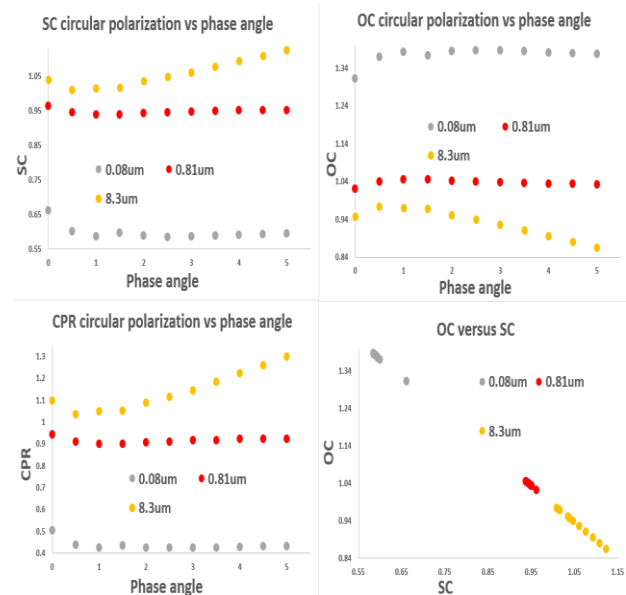 SC circular polarization vs phase angle
1.05
0.95
0.85
0.75
0.65
0.55
SC
0.08um
0.81um
8.3um
0
1
2
3
4
5
Phase angle
OC circular polarization vs phase angle
1.34
1.24
1.14
1.04
0.94
0.84
OC
0.08um
0.81um
8.3um
0
1
2
3
4
5
Phase angle
CPR circular polarization vs phase angle
1.3
1.2
1.1
1
0.9
0.8
0.7
0.6
0.5
0.4
CPR
0.08um
0.81um
8.3um
0
1
2
3
4
5
Phase angle
OC versus SC
1.34
1.24
1.14
1.04
0.94
0.84
OC
0.08um
0.81um
8.3um
0.55
0.65
0.75
0.85
0.95
1.05
1.15
SC